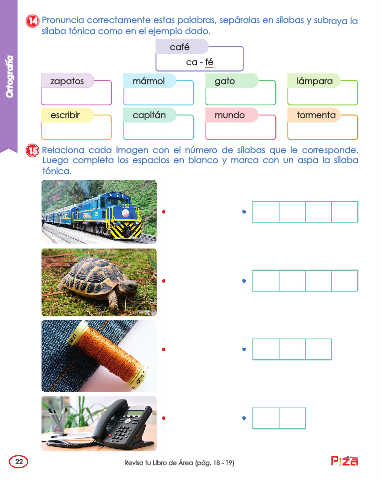 Ortografía
14 Pronuncia correctamente estas palabras, sepáralas en sílabas y subraya la
sílaba tónica como en el ejemplo dado.
café
ca - fé
zapatos mármol gato lámpara
escribir capitán mundo tormenta
15 Relaciona cada imagen con el número de sílabas que le corresponde.
Luego completa los espacios en blanco y marca con un aspa la sílaba
tónica.
22
Revisa tu Libro de Área (pág. 18 - 19)